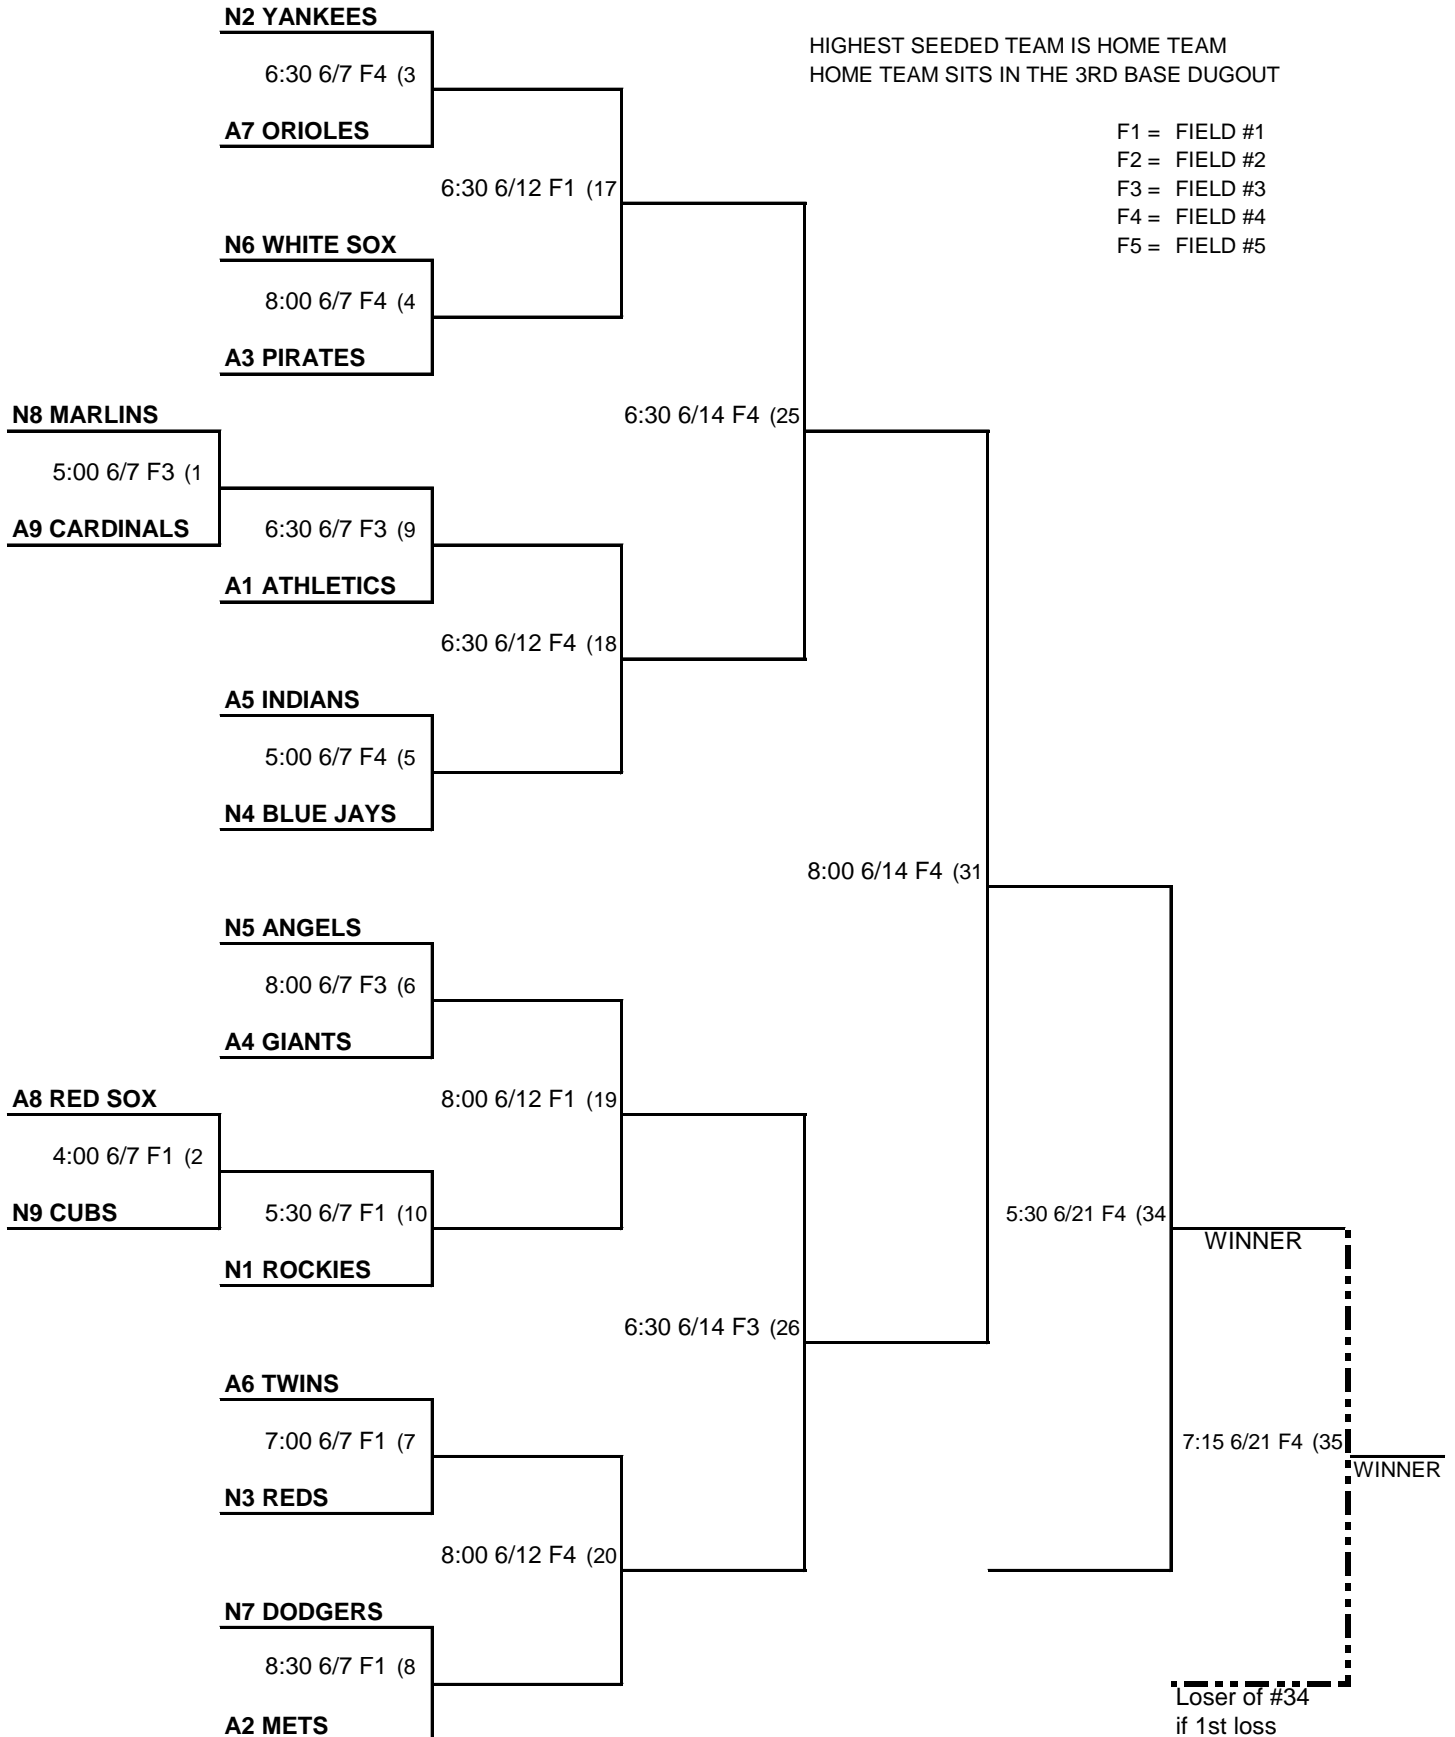 N2 YANKEES
HIGHEST SEEDED TEAM IS HOME TEAM
6:30 6/7 F4 (3
HOME TEAM SITS IN THE 3RD BASE DUGOUT
A7 ORIOLES
F1 = FIELD #1
F2 = FIELD #2
6:30 6/12 F1 (17
F3 = FIELD #3
F4 = FIELD #4
N6 WHITE SOX
F5 = FIELD #5
8:00 6/7 F4 (4
A3 PIRATES
N8 MARLINS
6:30 6/14 F4 (25
5:00 6/7 F3 (1
A9 CARDINALS
6:30 6/7 F3 (9
A1 ATHLETICS
6:30 6/12 F4 (18
A5 INDIANS
5:00 6/7 F4 (5
N4 BLUE JAYS
8:00 6/14 F4 (31
N5 ANGELS
8:00 6/7 F3 (6
A4 GIANTS
A8 RED SOX
8:00 6/12 F1 (19
4:00 6/7 F1 (2
N9 CUBS
5:30 6/7 F1 (10
5:30 6/21 F4 (34
WINNER
N1 ROCKIES
6:30 6/14 F3 (26
A6 TWINS
7:00 6/7 F1 (7
7:15 6/21 F4 (35
WINNER
N3 REDS
8:00 6/12 F4 (20
N7 DODGERS
8:30 6/7 F1 (8
Loser of #34
A2 METS
if 1st loss